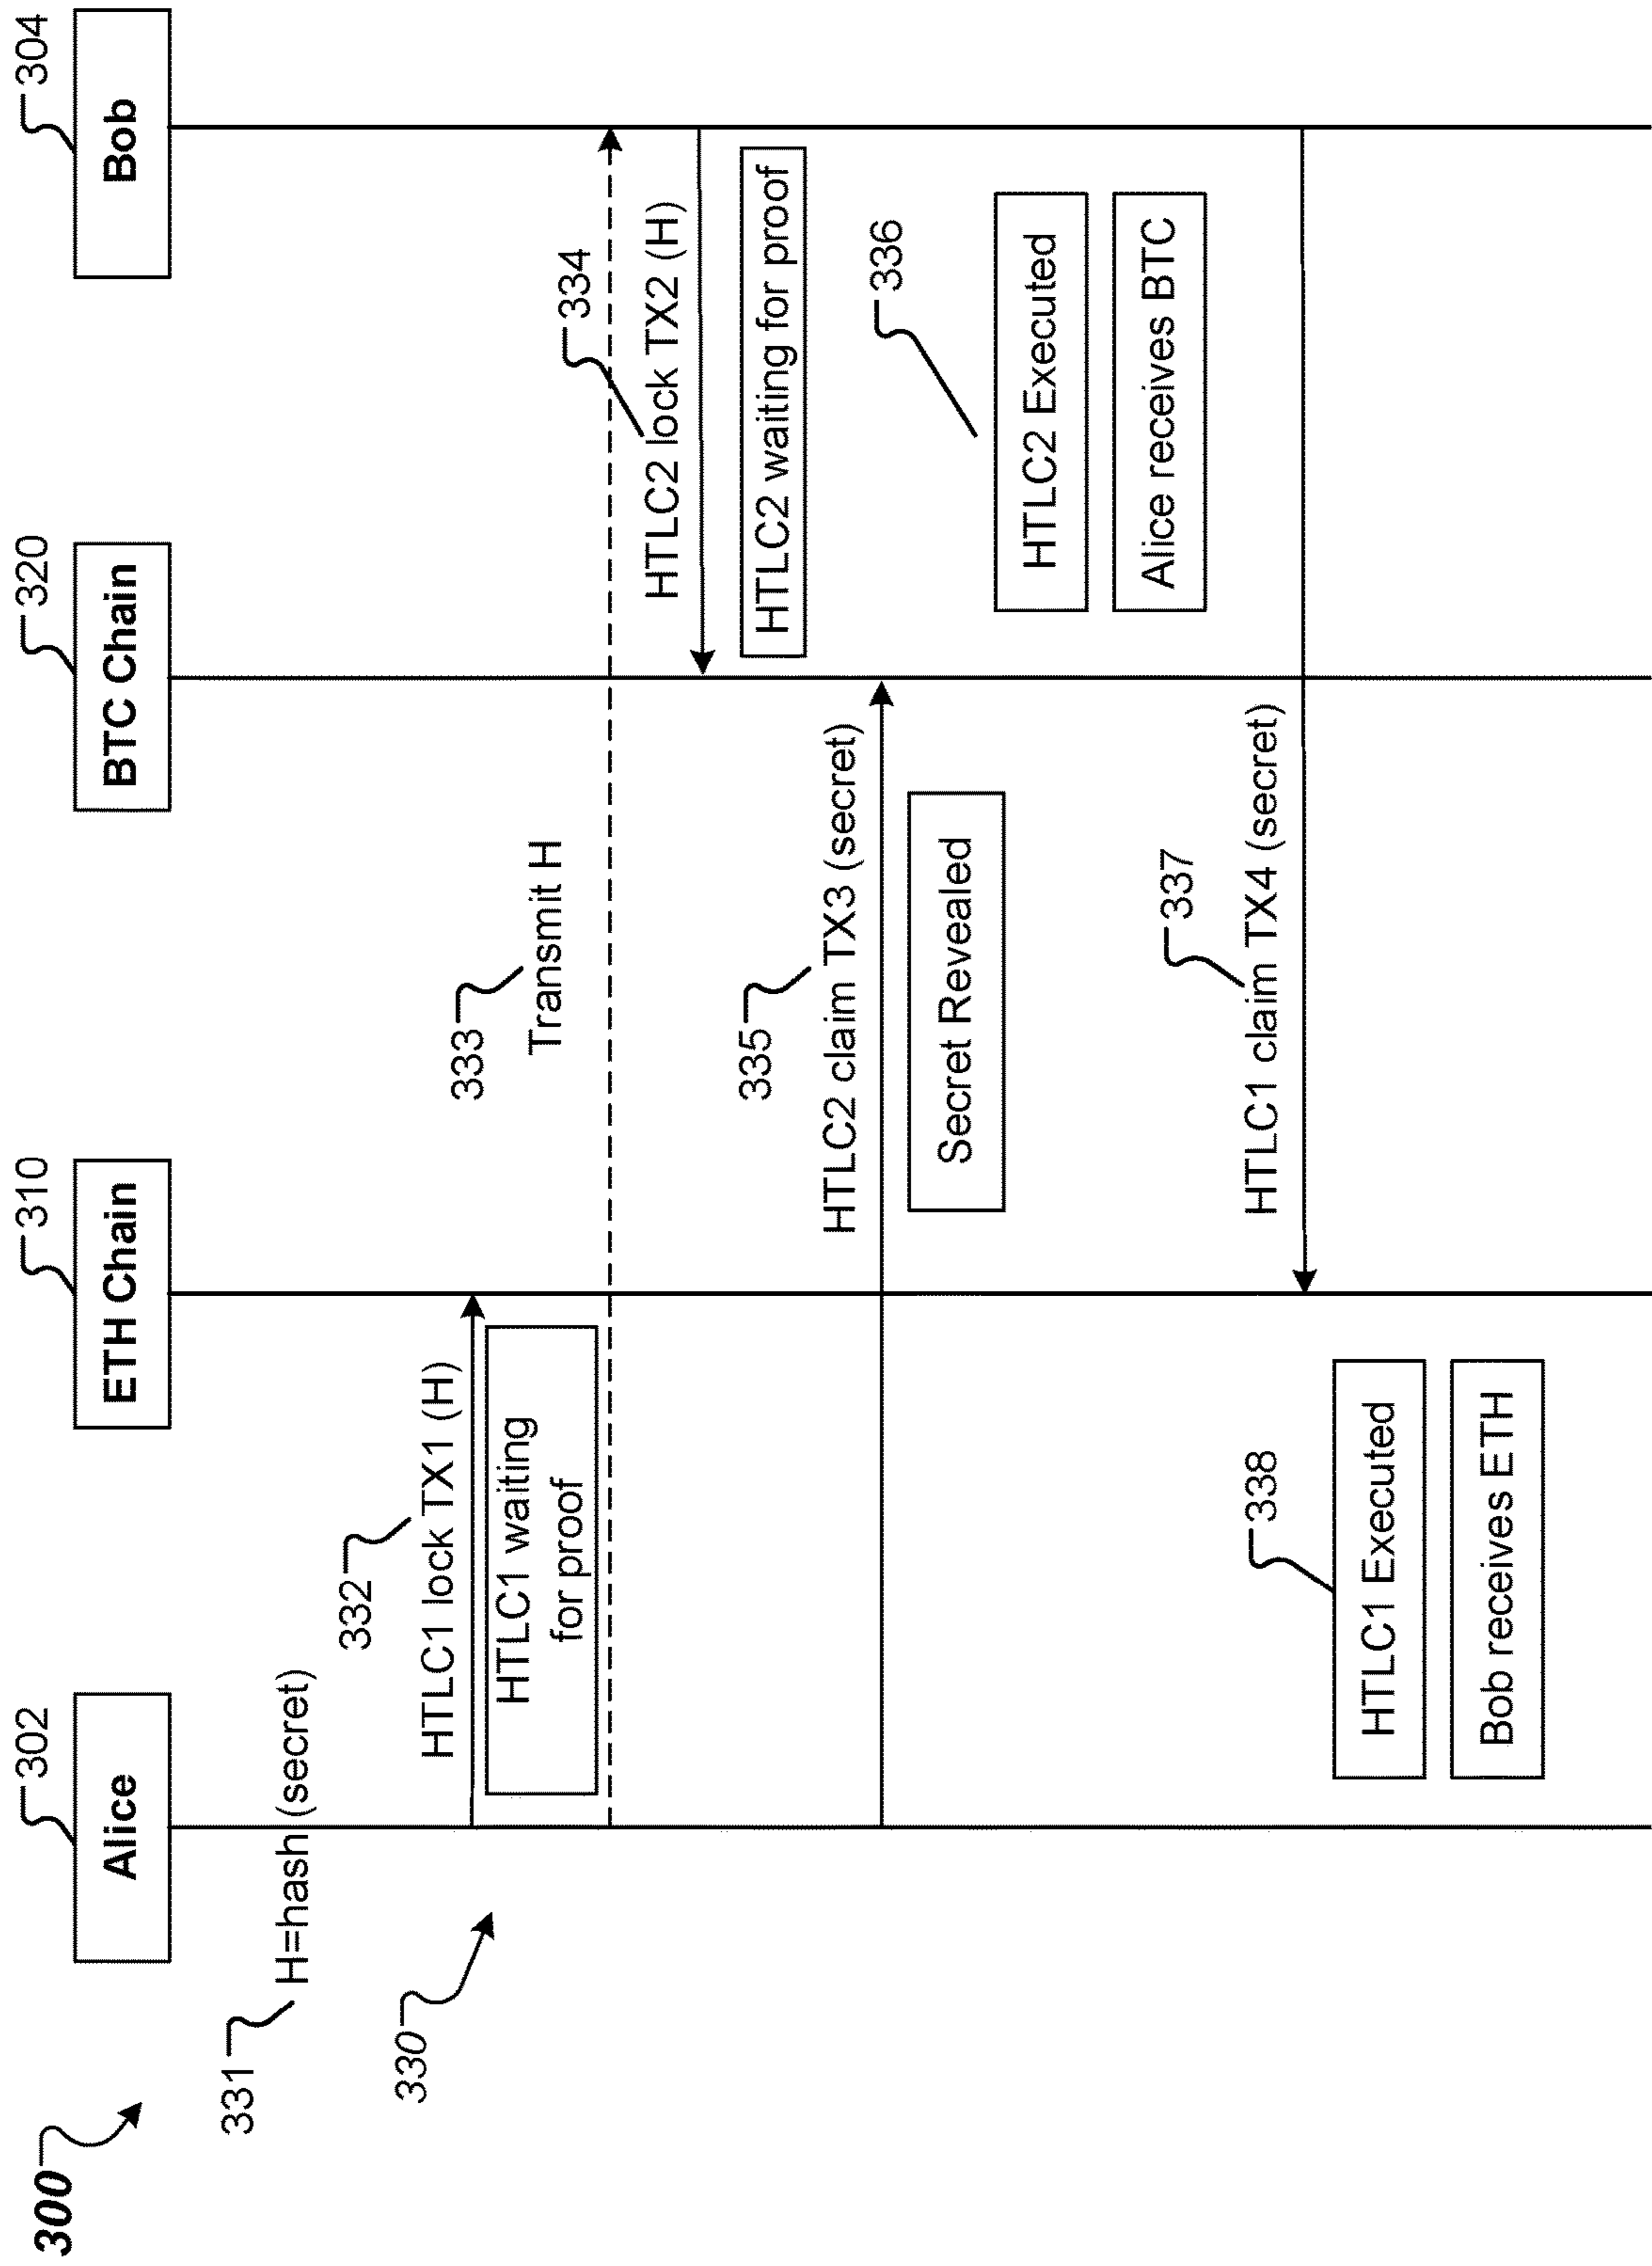 300
302
310
320
304
Alice
ETH Chain
BTC Chain
Bob
331
H=hash (secret)
330
332
HTLC1 lock TX1 (H)
HTLC1 waiting
for proof
333
Transmit H
334
HTLC2 lock TX2 (H)
HTLC2 waiting for proof
335
HTLC2 claim TX3 (secret)
Secret Revealed
336
HTLC2 Executed
Alice receives BTC
337
HTLC1 claim TX4 (secret)
338
HTLC1 Executed
Bob receives ETH